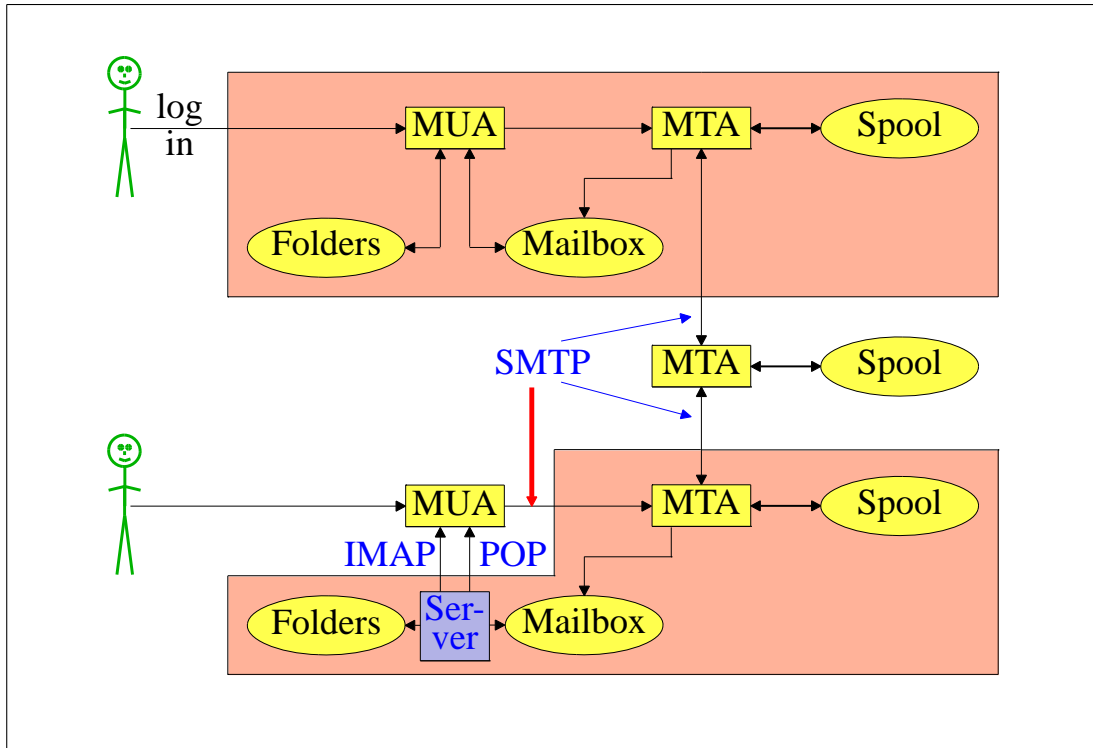 log
in
MUA
MTA
Spool
Folders
Mailbox
SMTP
MTA
Spool
MUA
MTA
Spool
IMAP
POP
Folders
Ser-
ver
Mailbox